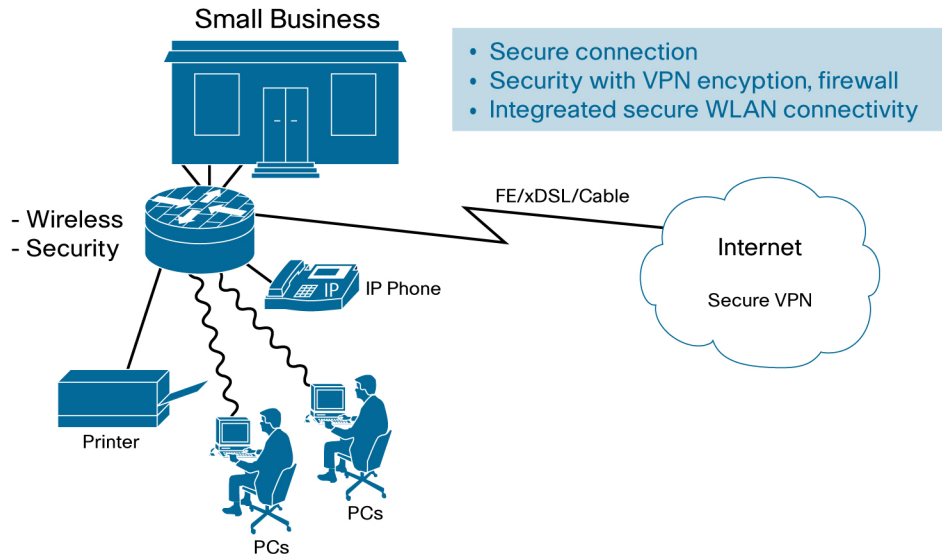 Small Business
• Secure connection
• Security with VPN encyption, firewall
• Integreated secure WLAN connectivity
- Wireless
- Security
FE/xDSL/Cable
Internet
Secure VPN
IP
IP Phone
Printer
PCs
PCs